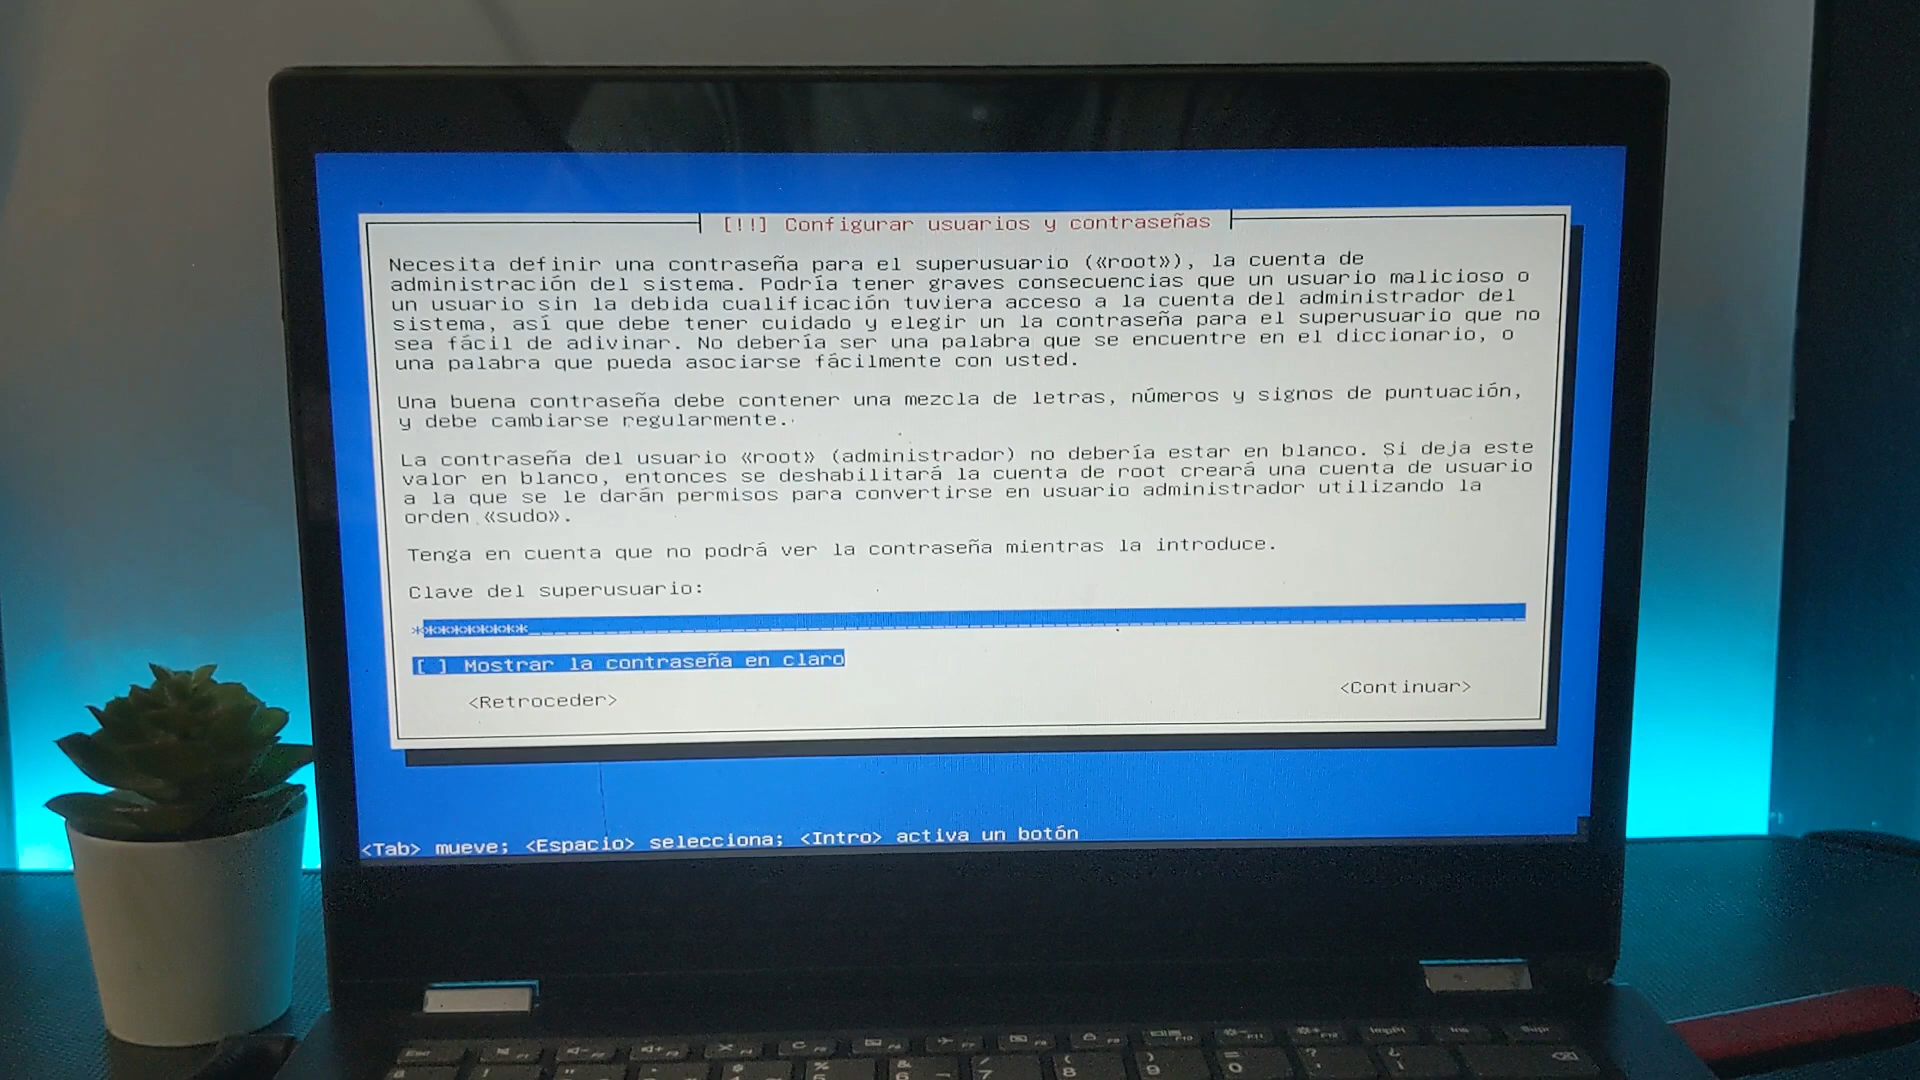 [!!] Configurar usuarios y contraseñas
Necesita definir una contraseña para el superusuario («root»), la cuenta de
administración del sistema. Podría tener graves consecuencias que un usuario malicioso o
un usuario sin la debida cualificación tuviera acceso a la cuenta del administrador del
sistema, así que debe tener cuidado y elegir un la contraseña para el superusuario que no
sea fácil de adivinar. No debería ser una palabra que se encuentre en el diccionario, o
una palabra que pueda asociarse fácilmente con usted.
Una buena contraseña debe contener una mezcla de letras, números y signos de puntuación,
y debe cambiarse regularmente.
La contraseña del usuario «root» (administrador) no debería estar en blanco. Si deja este
valor en blanco, entonces se deshabilitará la cuenta de root creará una cuenta de usuario
a la que se le darán permisos para convertirse en usuario administrador utilizando la
orden «sudo».
Tenga en cuenta que no podrá ver la contraseña mientras la introduce.
Clave del superusuario:
*********
[ ] Mostrar la contraseña en claro
<Retroceder> <Continuar>
<Tab> mueve; <Espacio> selecciona; <Intro> activa un botón